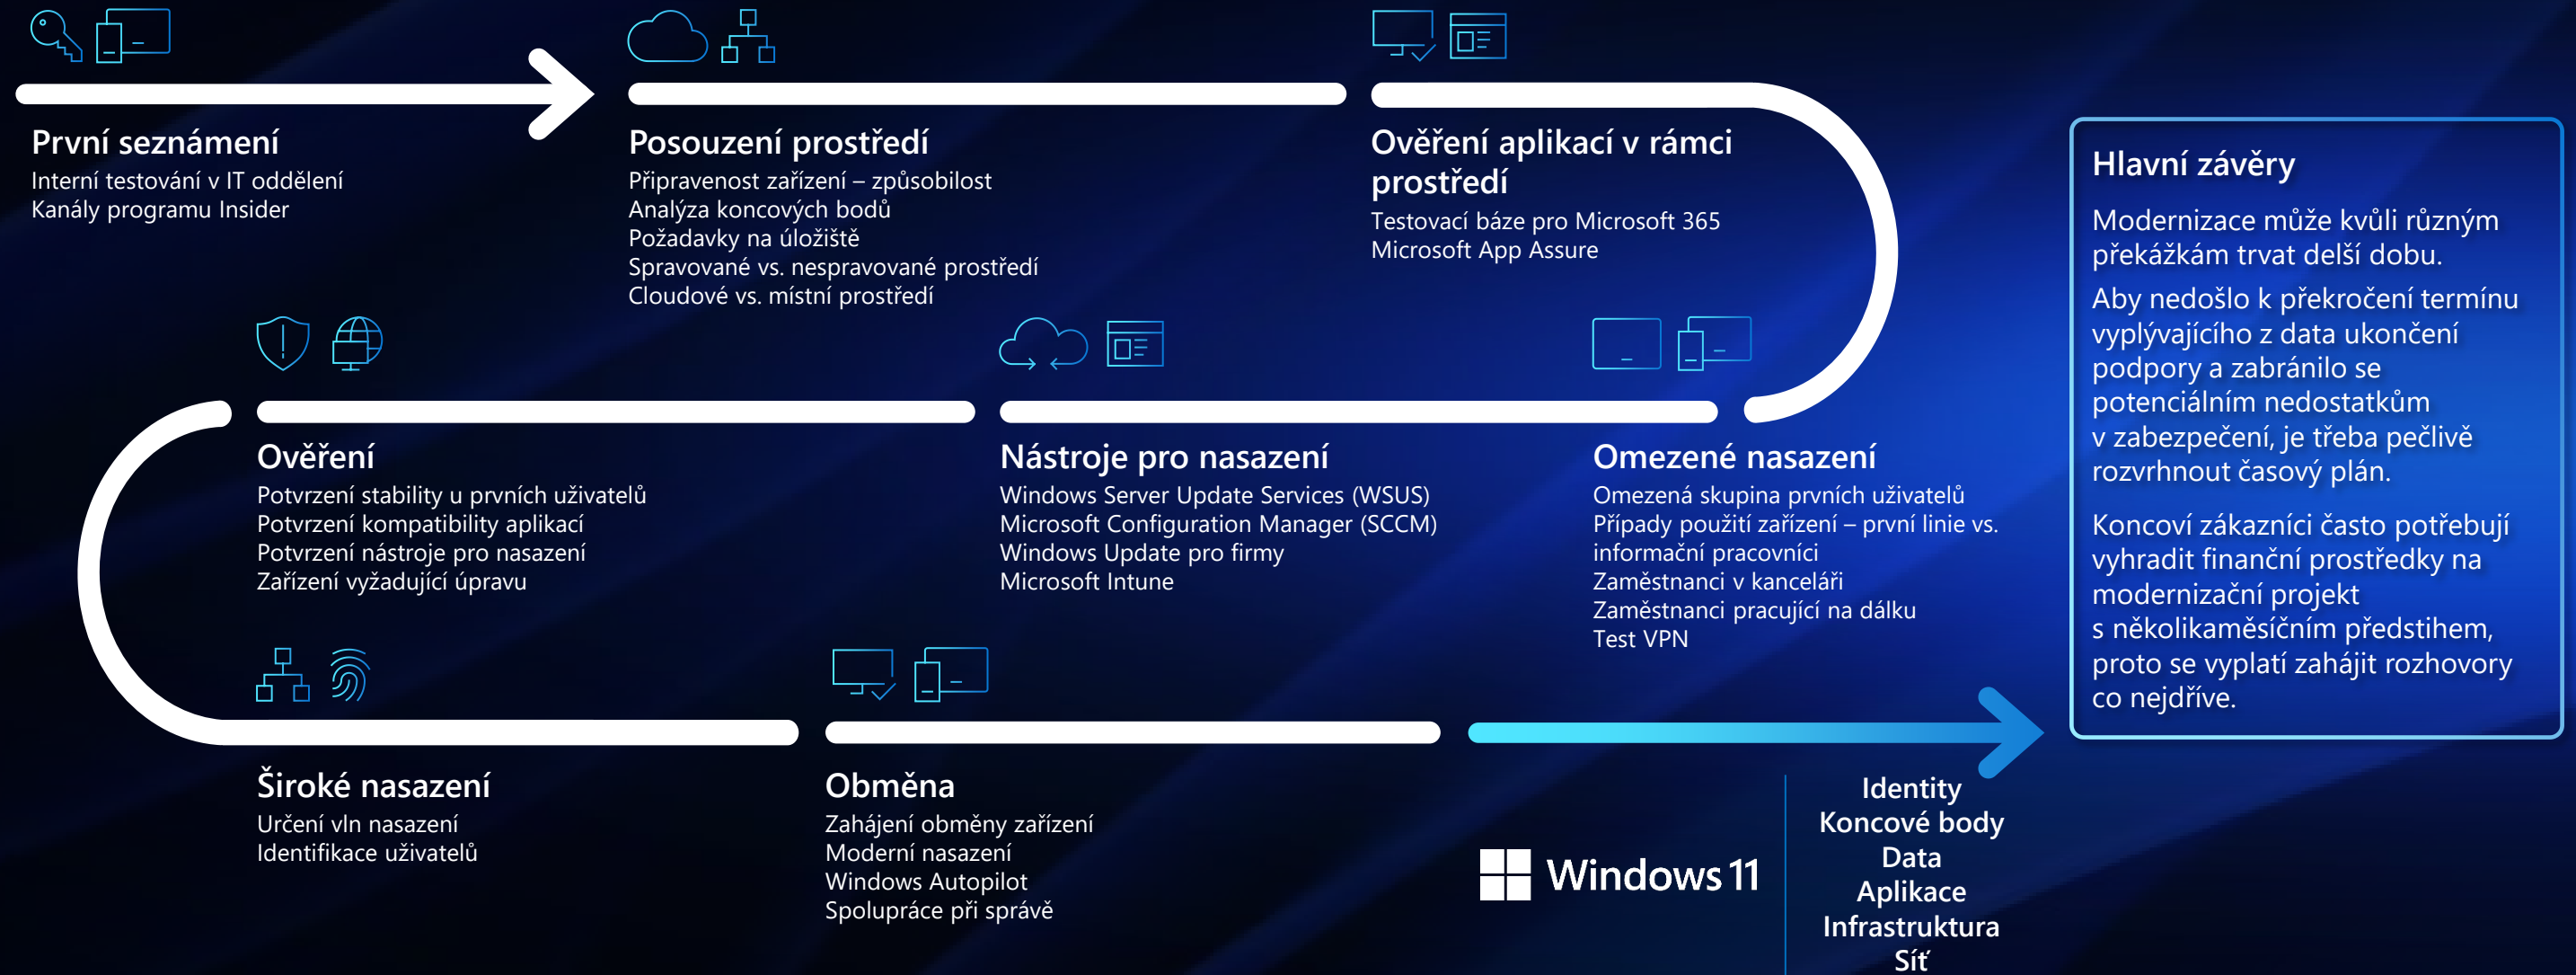 První seznámení
Interní testování v IT oddělení
Kanály programu Insider
Posouzení prostředí
Připravenost zařízení – způsobilost
Analýza koncových bodů
Požadavky na úložiště
Spravované vs. nespravované prostředí
Cloudové vs. místní prostředí
Ověření aplikací v rámci
prostředí
Testovací báze pro Microsoft 365
Microsoft App Assure
Omezené nasazení
Omezená skupina prvních uživatelů
Případy použití zařízení – první linie vs.
informační pracovníci
Zaměstnanci v kanceláři
Zaměstnanci pracující na dálku
Test VPN
Nástroje pro nasazení
Windows Server Update Services (WSUS)
Microsoft Configuration Manager (SCCM)
Windows Update pro firmy
Microsoft Intune
Ověření
Potvrzení stability u prvních uživatelů
Potvrzení kompatibility aplikací
Potvrzení nástroje pro nasazení
Zařízení vyžadující úpravu
Široké nasazení
Určení vln nasazení
Identifikace uživatelů
Obměna
Zahájení obměny zařízení
Moderní nasazení
Windows Autopilot
Spolupráce při správě
Windows 11
Identity
Koncové body
Data
Aplikace
Infrastruktura
Síť
Hlavní závěry
Modernizace může kvůli různým
překážkám trvat delší dobu.
Aby nedošlo k překročení termínu
vyplývajícího z data ukončení
podpory a zabránilo se
potenciálním nedostatkům
v zabezpečení, je třeba pečlivě
rozvrhnout časový plán.
Koncoví zákazníci často potřebují
vyhradit finanční prostředky na
modernizační projekt
s několikaměsíčním předstihem,
proto se vyplatí zahájit rozhovory
co nejdříve.